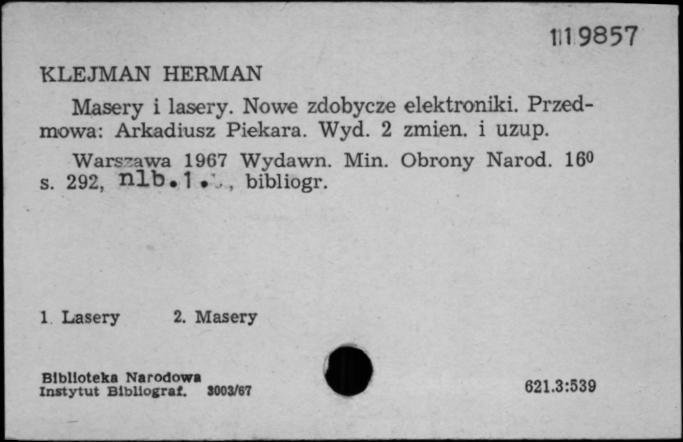 1119857
KLEJMAN HERMAN
Masery i lasery. Nowe zdobycze elektroniki. Przed-
mowa: Arkadiusz Piekara. Wyd. 2 zmien. i uzup.
Warszawa 1967 Wydawn. Min. Obrony Narod. 16⁰
s. 292, nlb. 1., bibliogr.
1. Lasery 2. Masery
Biblioteka Narodowa
Instytut Bibliograf. 3003/67
621.3:539